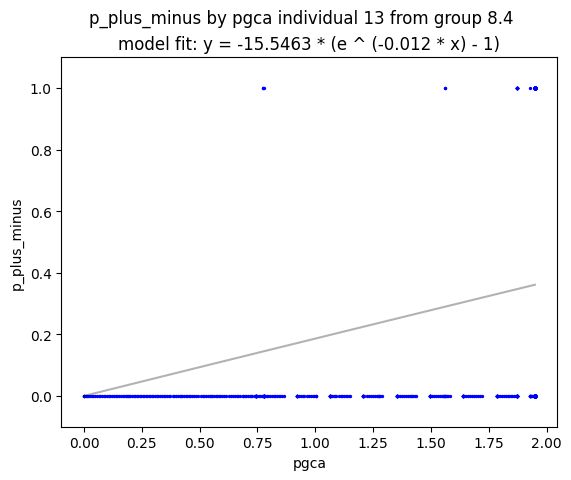 p_plus_minus by pgca individual 13 from group 8.4
model fit: y = -15.5463 * (e ^ (-0.012 * x) - 1)
1.0
0.8
0.6
0.4
0.2
0.0
p_plus_minus
0.00 0.25 0.50 0.75 1.00 1.25 1.50 1.75 2.00
pgca